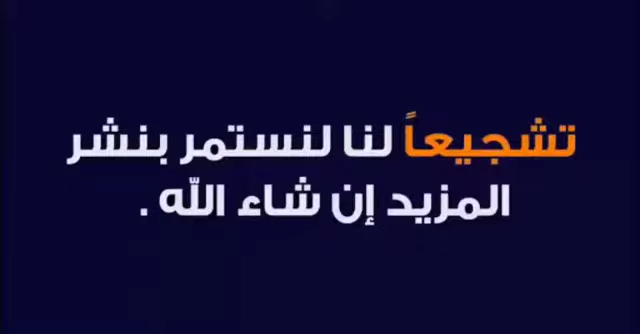 تشجيعاً لنا لنستمر بنشر
المزيد إن شاء الله .